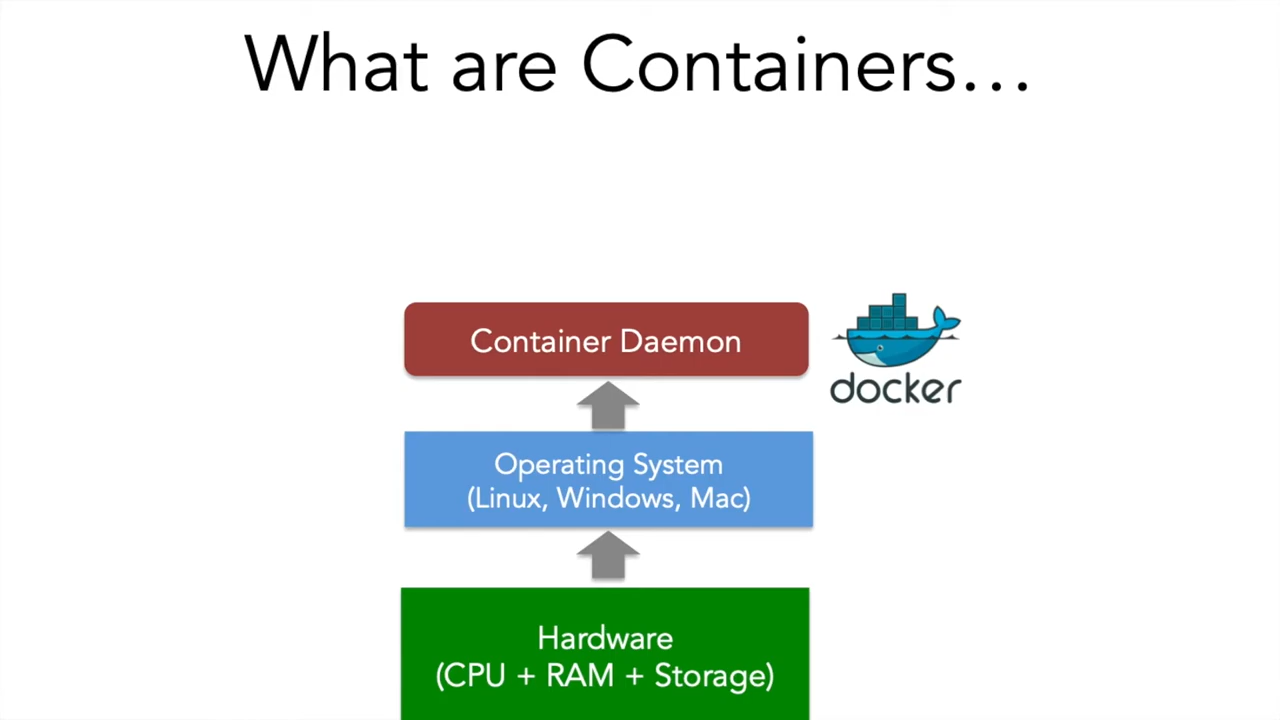 What are Containers…
Container Daemon
docker
Operating System
(Linux, Windows, Mac)
Hardware
(CPU + RAM + Storage)